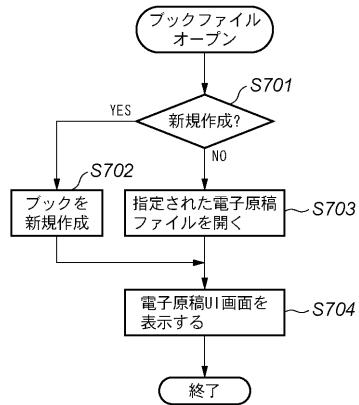 ブックファイル
オープン
S701
YES
新規作成?
NO
S702
ブックを
新規作成
指定された電子原稿
ファイルを開く
S703
電子原稿UI画面を
表示する
S704
終了